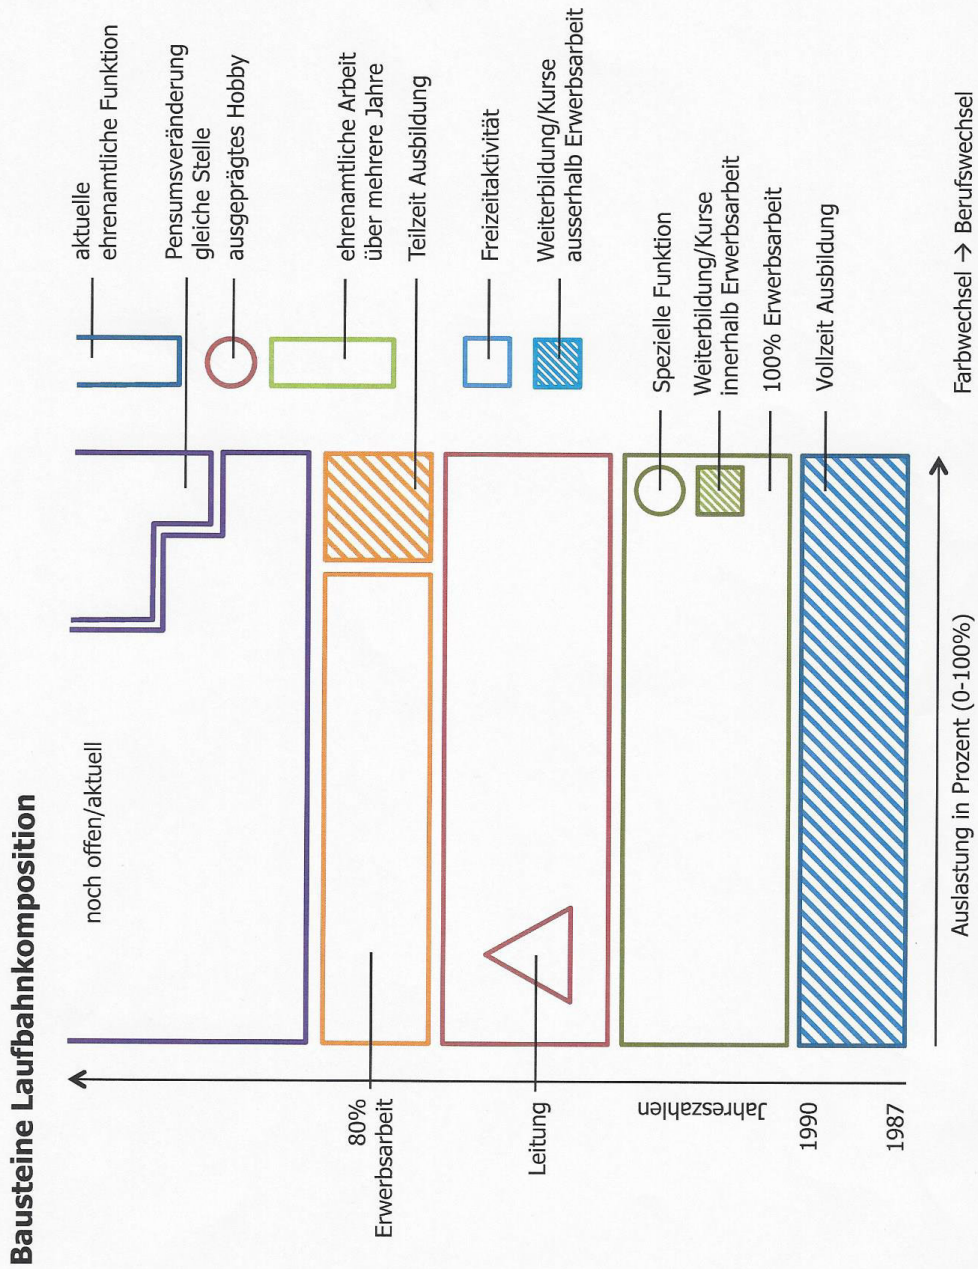 Bausteine Laufbahnkomposition
noch offen/aktuell
aktuelle
ehrenamtliche Funktion
Pensumsveränderung
gleiche Stelle
ausgeprägtes Hobby
ehrenamtliche Arbeit
über mehrere Jahre
Teilzeit Ausbildung
Freizeitaktivität
Weiterbildung/Kurse
ausserhalb Erwerbsarbeit
Spezielle Funktion
Weiterbildung/Kurse
innerhalb Erwerbsarbeit
100% Erwerbsarbeit
Vollzeit Ausbildung
80%
Erwerbsarbeit
Leitung
Jahreszahlen
1990
1987
Auslastung in Prozent (0-100%)
Farbwechsel → Berufswechsel